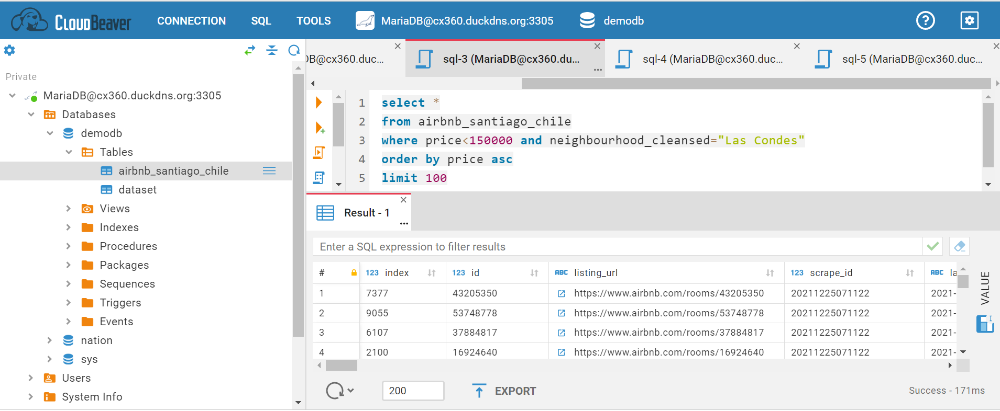 CLOUDBEAVER CONNECTION SQL TOOLS MariaDB@cx360.duckdns.org:3305 demodb
Private
MariaDB@cx360.duckdns.org:3305
Databases
demodb
Tables
airbnb_santiago_chile
dataset
Views
Indexes
Procedures
Packages
Sequences
Triggers
Events
nation
sys
Users
System Info
B@cx360.duc... sql-3 (MariaDB@cx360.du... sql-4 (MariaDB@cx360.duc... sql-5 (MariaDB@cx360.duc...
1 select *
2 from airbnb_santiago_chile
3 where price<150000 and neighbourhood_cleansed="Las Condes"
4 order by price asc
5 limit 100
Result - 1
Enter a SQL expression to filter results
# 123 index 123 id ABC listing_url 123 scrape_id ABC la
1 7377 43205350 https://www.airbnb.com/rooms/43205350 20211225071122 2021-
2 9055 53748778 https://www.airbnb.com/rooms/53748778 20211225071122 2021-
3 6107 37884817 https://www.airbnb.com/rooms/37884817 20211225071122 2021-
4 2100 16924640 https://www.airbnb.com/rooms/16924640 20211225071122 2021-
VALUE
200 EXPORT Success - 171ms